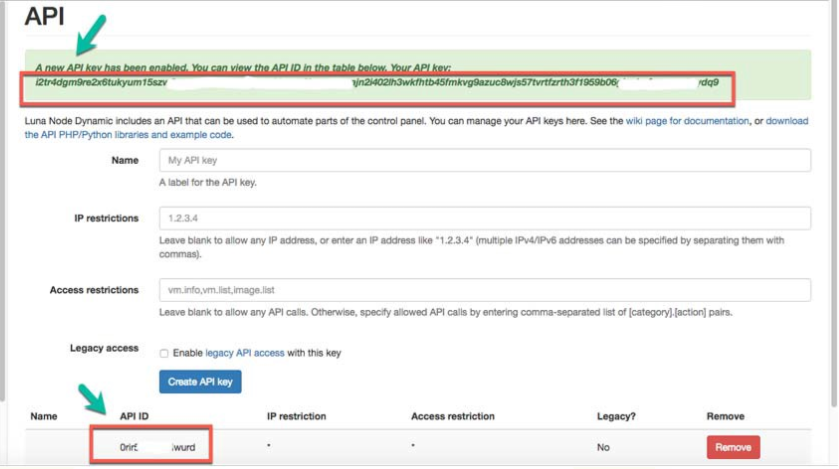 API
A new API key has been enabled. You can view the API ID in the table below. Your API key:
Luna Node Dynamic includes an API that can be used to automate parts of the control panel. You can manage your API keys here. See the wiki page for documentation, or download
the API PHP/Python libraries and example code.
Name
My API key
A label for the API key.
IP restrictions
1.2.3.4
Leave blank to allow any IP address, or enter an IP address like "1.2.3.4" (multiple IPv4/IPv6 addresses can be specified by separating them with
commas).
Access restrictions
vm.info,vm.list,image.list
Leave blank to allow any API calls. Otherwise, specify allowed API calls by entering comma-separated list of [category].[action] pairs.
Legacy access
Enable legacy API access with this key
Create API key
Name API ID IP restriction Access restriction Legacy? Remove
wurd * * No Remove